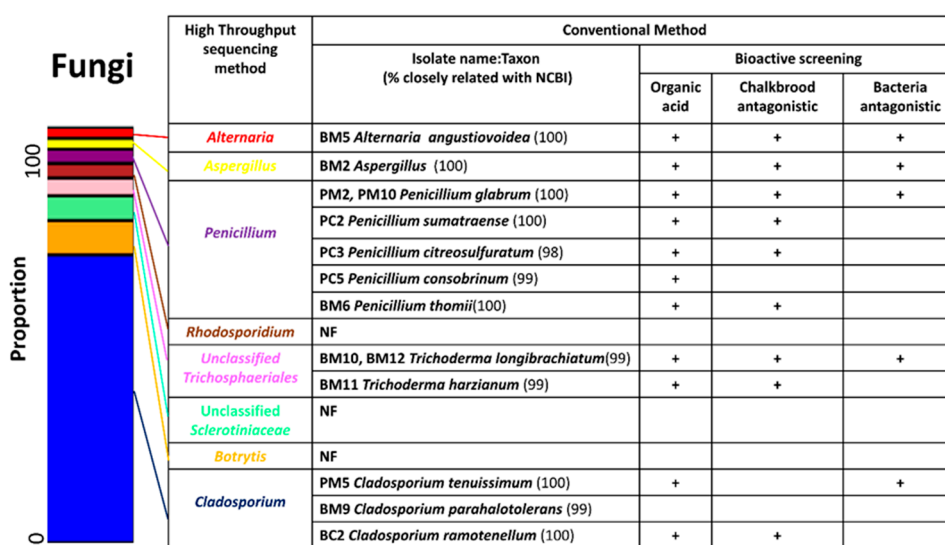 Fungi
Proportion
100
0
High Throughput
sequencing
method
Conventional Method
Isolate name:Taxon
(% closely related with NCBI)
Bioactive screening
Organic
acid
Chalkbrood
antagonistic
Bacteria
antagonistic
Alternaria BM5 Alternaria angustiovoidea (100) + + +
Aspergillus BM2 Aspergillus (100) + + +
Penicillium
PM2, PM10 Penicillium glabrum (100) + + +
PC2 Penicillium sumatraense (100) + +
PC3 Penicillium citreosulfuratum (98) + +
PC5 Penicillium consobrinum (99) +
BM6 Penicillium thomii(100) + +
Rhodosporidium NF
Unclassified
Trichosphaeriales
BM10, BM12 Trichoderma longibrachiatum(99) + + +
BM11 Trichoderma harzianum (99) + +
Unclassified
Sclerotiniaceae
NF
Botrytis NF
Cladosporium
PM5 Cladosporium tenuissimum (100) + +
BM9 Cladosporium parahalotolerans (99)
BC2 Cladosporium ramotenellum (100) + +